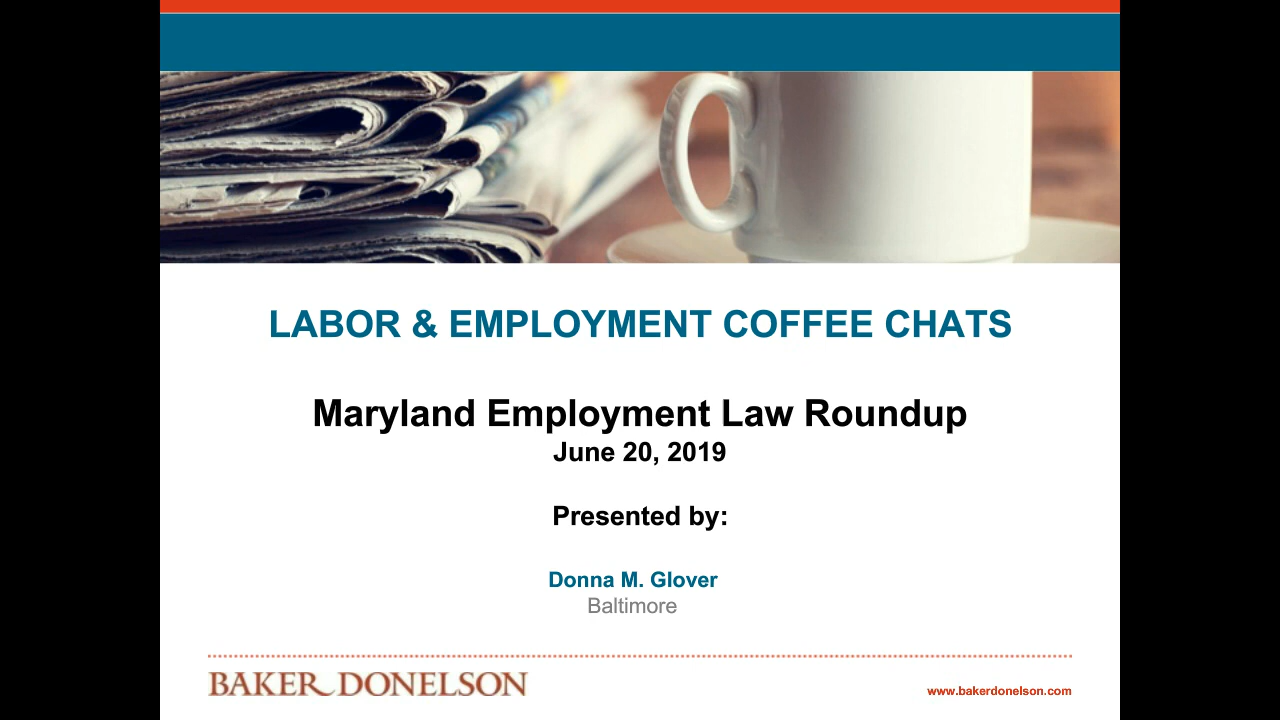 LABOR & EMPLOYMENT COFFEE CHATS
Maryland Employment Law Roundup
June 20, 2019
Presented by:
Donna M. Glover
Baltimore
BAKER DONELSON
www.bakerdonelson.com